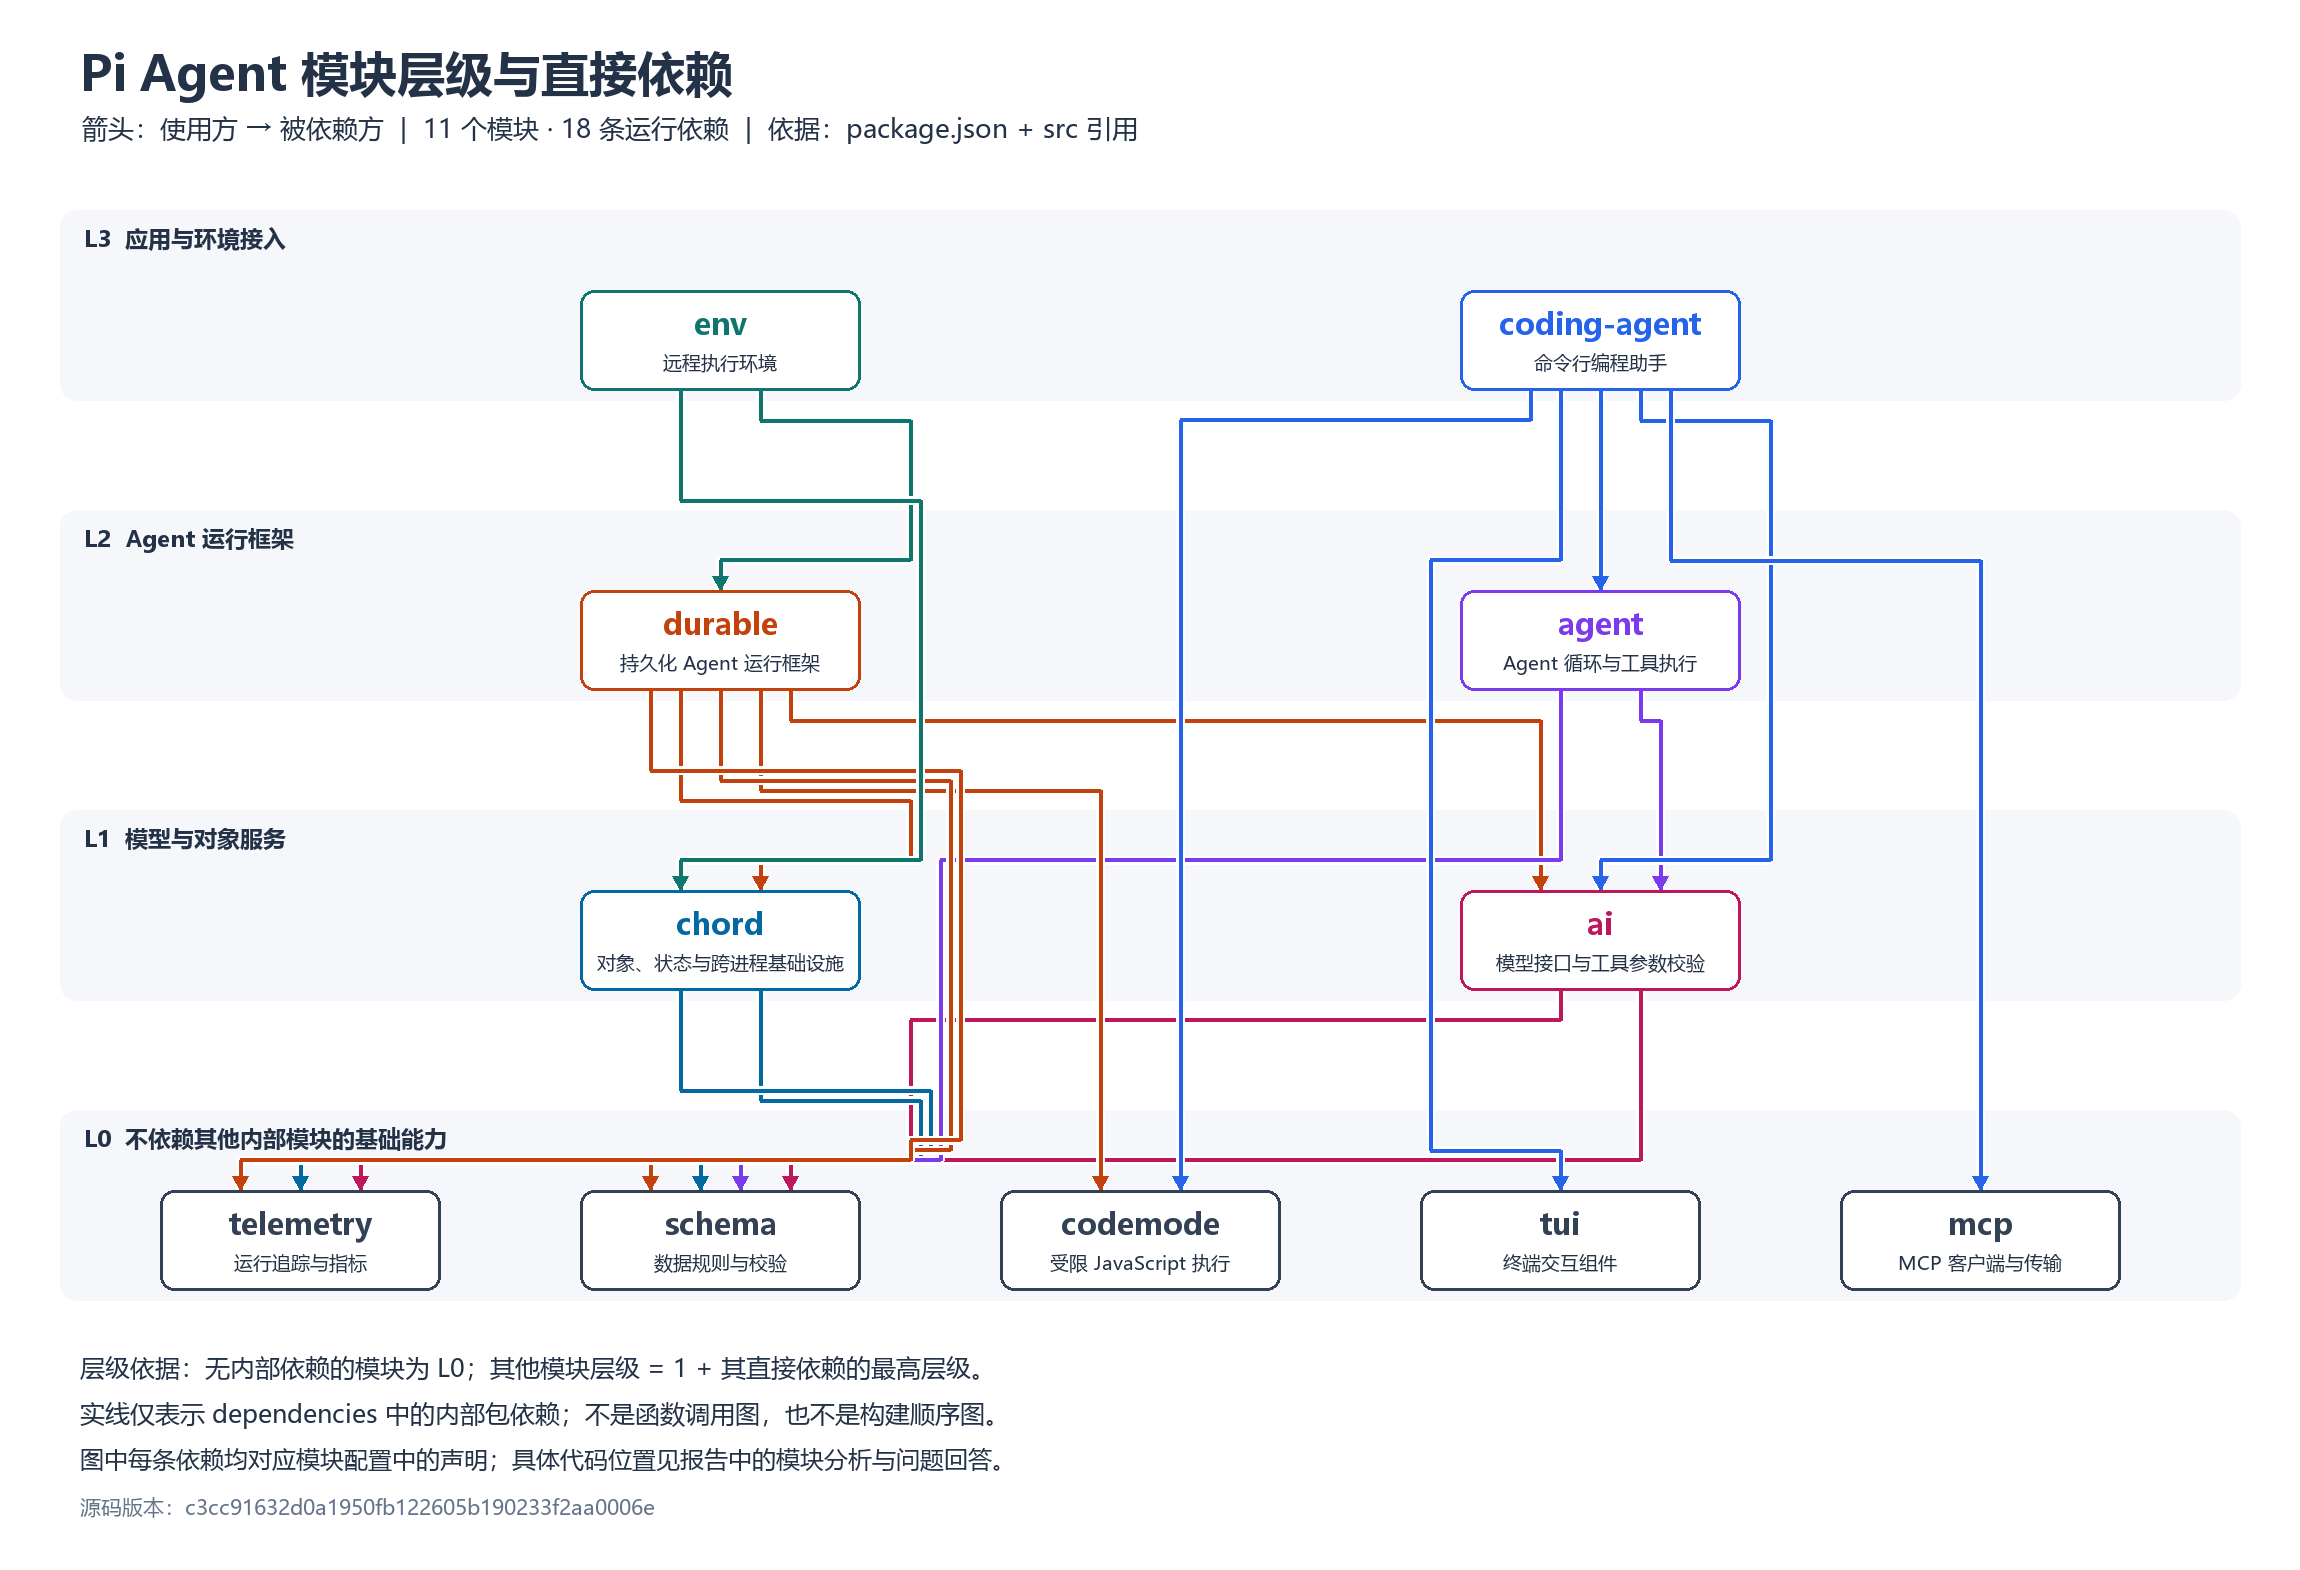 Pi Agent 模块层级与直接依赖
箭头：使用方 → 被依赖方 | 11 个模块 · 18 条运行依赖 | 依据：package.json + src 引用
L3 应用与环境接入
env
远程执行环境
coding-agent
命令行编程助手
L2 Agent 运行框架
durable
持久化 Agent 运行框架
agent
Agent 循环与工具执行
L1 模型与对象服务
chord
对象、状态与跨进程基础设施
ai
模型接口与工具参数校验
L0 不依赖其他内部模块的基础能力
telemetry
运行追踪与指标
schema
数据规则与校验
codemode
受限 JavaScript 执行
tui
终端交互组件
mcp
MCP 客户端与传输
层级依据：无内部依赖的模块为 L0；其他模块层级 = 1 + 其直接依赖的最高层级。
实线仅表示 dependencies 中的内部包依赖；不是函数调用图，也不是构建顺序图。
图中每条依赖均对应模块配置中的声明；具体代码位置见报告中的模块分析与问题回答。
源码版本：c3cc91632d0a1950fb122605b190233f2aa0006e